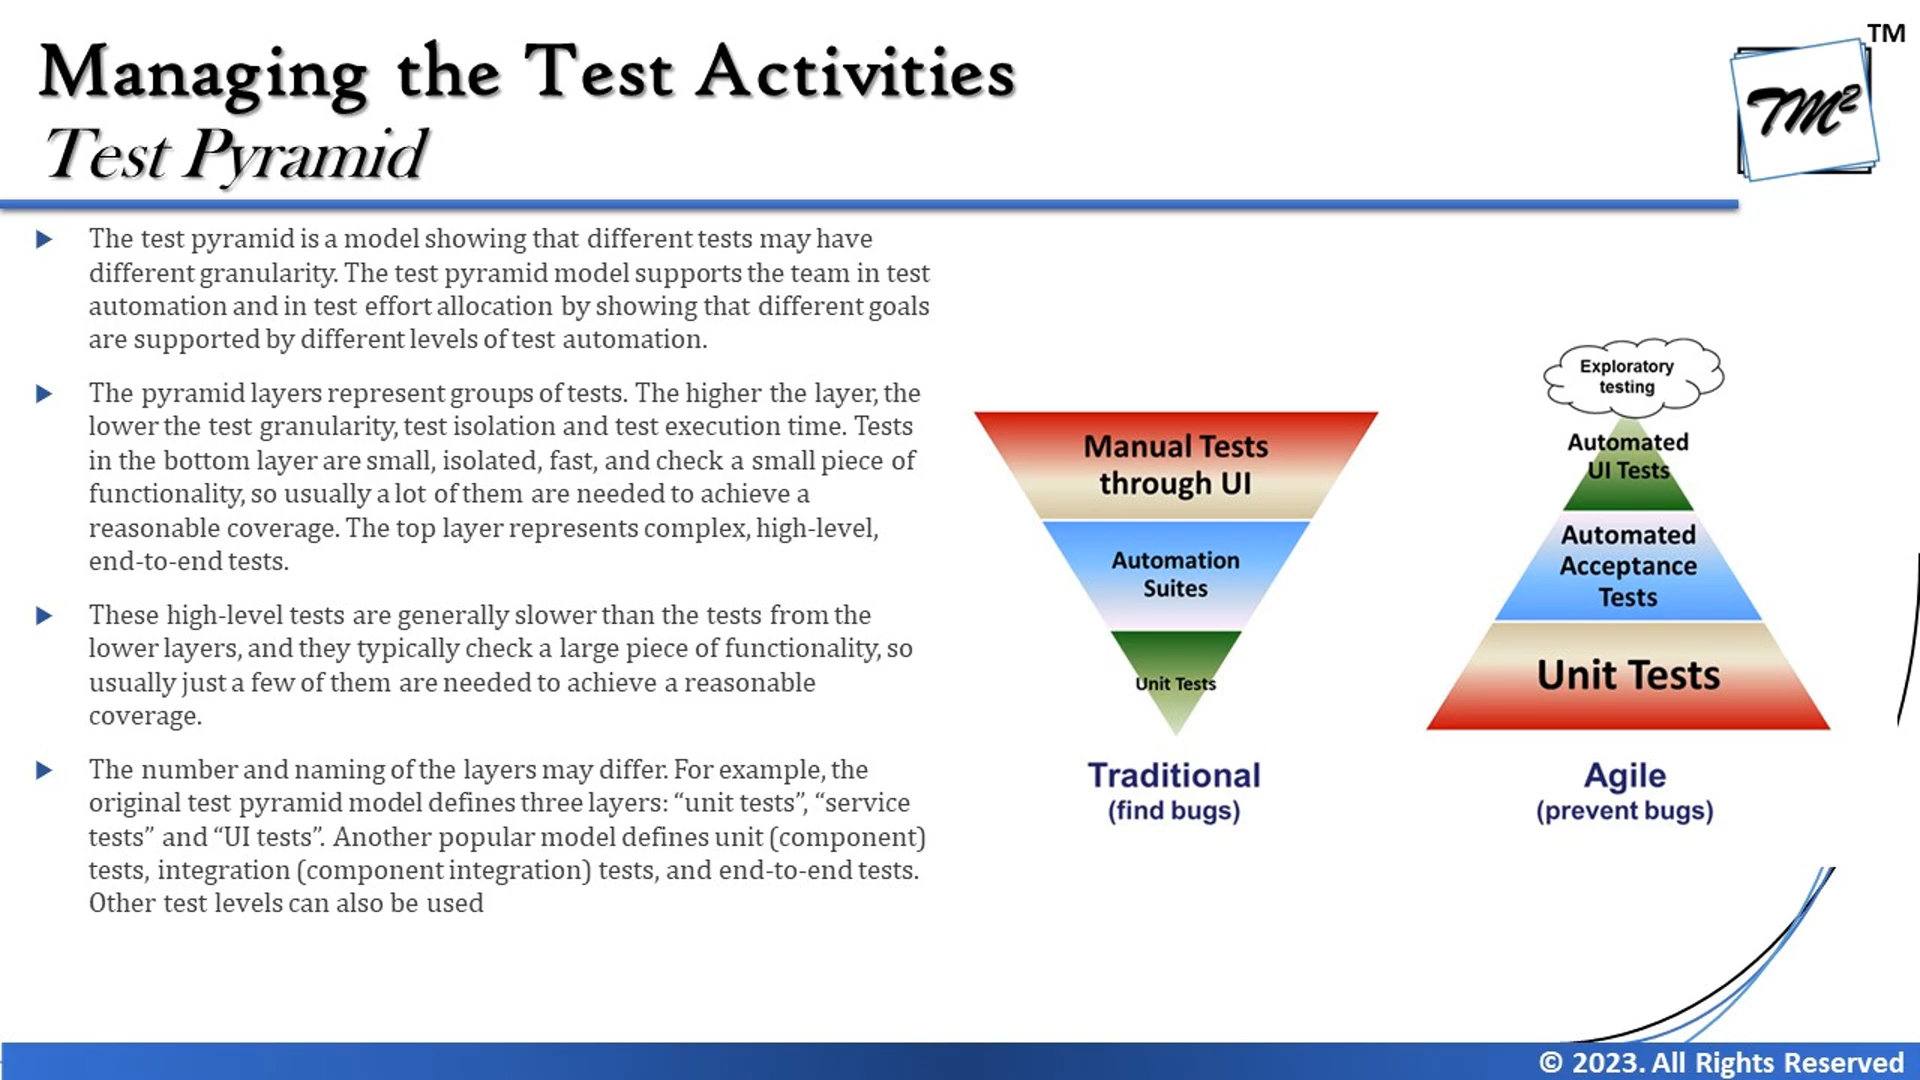 Managing the Test Activities
Test Pyramid
TM
TM²
The test pyramid is a model showing that different tests may have
different granularity. The test pyramid model supports the team in test
automation and in test effort allocation by showing that different goals
are supported by different levels of test automation.
The pyramid layers represent groups of tests. The higher the layer, the
lower the test granularity, test isolation and test execution time. Tests
in the bottom layer are small, isolated, fast, and check a small piece of
functionality, so usually a lot of them are needed to achieve a
reasonable coverage. The top layer represents complex, high-level,
end-to-end tests.
These high-level tests are generally slower than the tests from the
lower layers, and they typically check a large piece of functionality, so
usually just a few of them are needed to achieve a reasonable
coverage.
The number and naming of the layers may differ. For example, the
original test pyramid model defines three layers: “unit tests”, “service
tests” and “UI tests”. Another popular model defines unit (component)
tests, integration (component integration) tests, and end-to-end tests.
Other test levels can also be used
Manual Tests
through UI
Automation
Suites
Unit Tests
Traditional
(find bugs)
Exploratory
testing
Automated
UI Tests
Automated
Acceptance
Tests
Unit Tests
Agile
(prevent bugs)
© 2023. All Rights Reserved